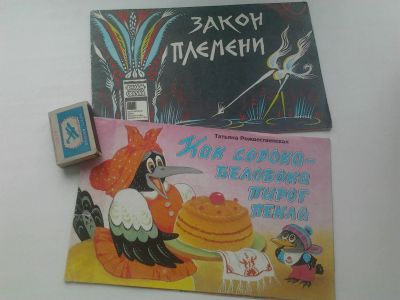 ЗАКОН
ПЛЕМЕНИ
Татьяна Рождественская
Как сорока-
белобока
пирог
пекла